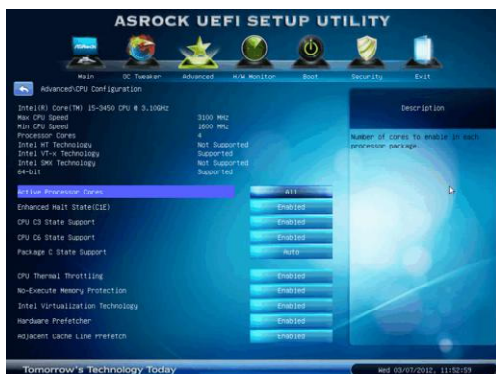 ASROCK UEFI SETUP UTILITY
Main OC Tweaker Advanced H/W Monitor Boot Security Exit
Advanced\CPU Configuration
Description
Intel(R) Core(TM) i5-3450 CPU @ 3.10GHz
Max CPU Speed 3100 MHz
Min CPU Speed 1600 MHz
Processor Cores 4
Intel HT Technology Not Supported
Intel VT-x Technology Supported
Intel SMX Technology Not Supported
64-bit Supported
Number of cores to enable in each
processor package.
Active Processor Cores All
Enhanced Halt State(C1E) Enabled
CPU C3 State Support Enabled
CPU C6 State Support Enabled
Package C State Support Auto
CPU Thermal Throttling Enabled
No-Execute Memory Protection Enabled
Intel Virtualization Technology Enabled
Hardware Prefetcher Enabled
Adjacent Cache Line Prefetch Enabled
Tomorrow's Technology Today
Wed 03/07/2012, 11:52:59